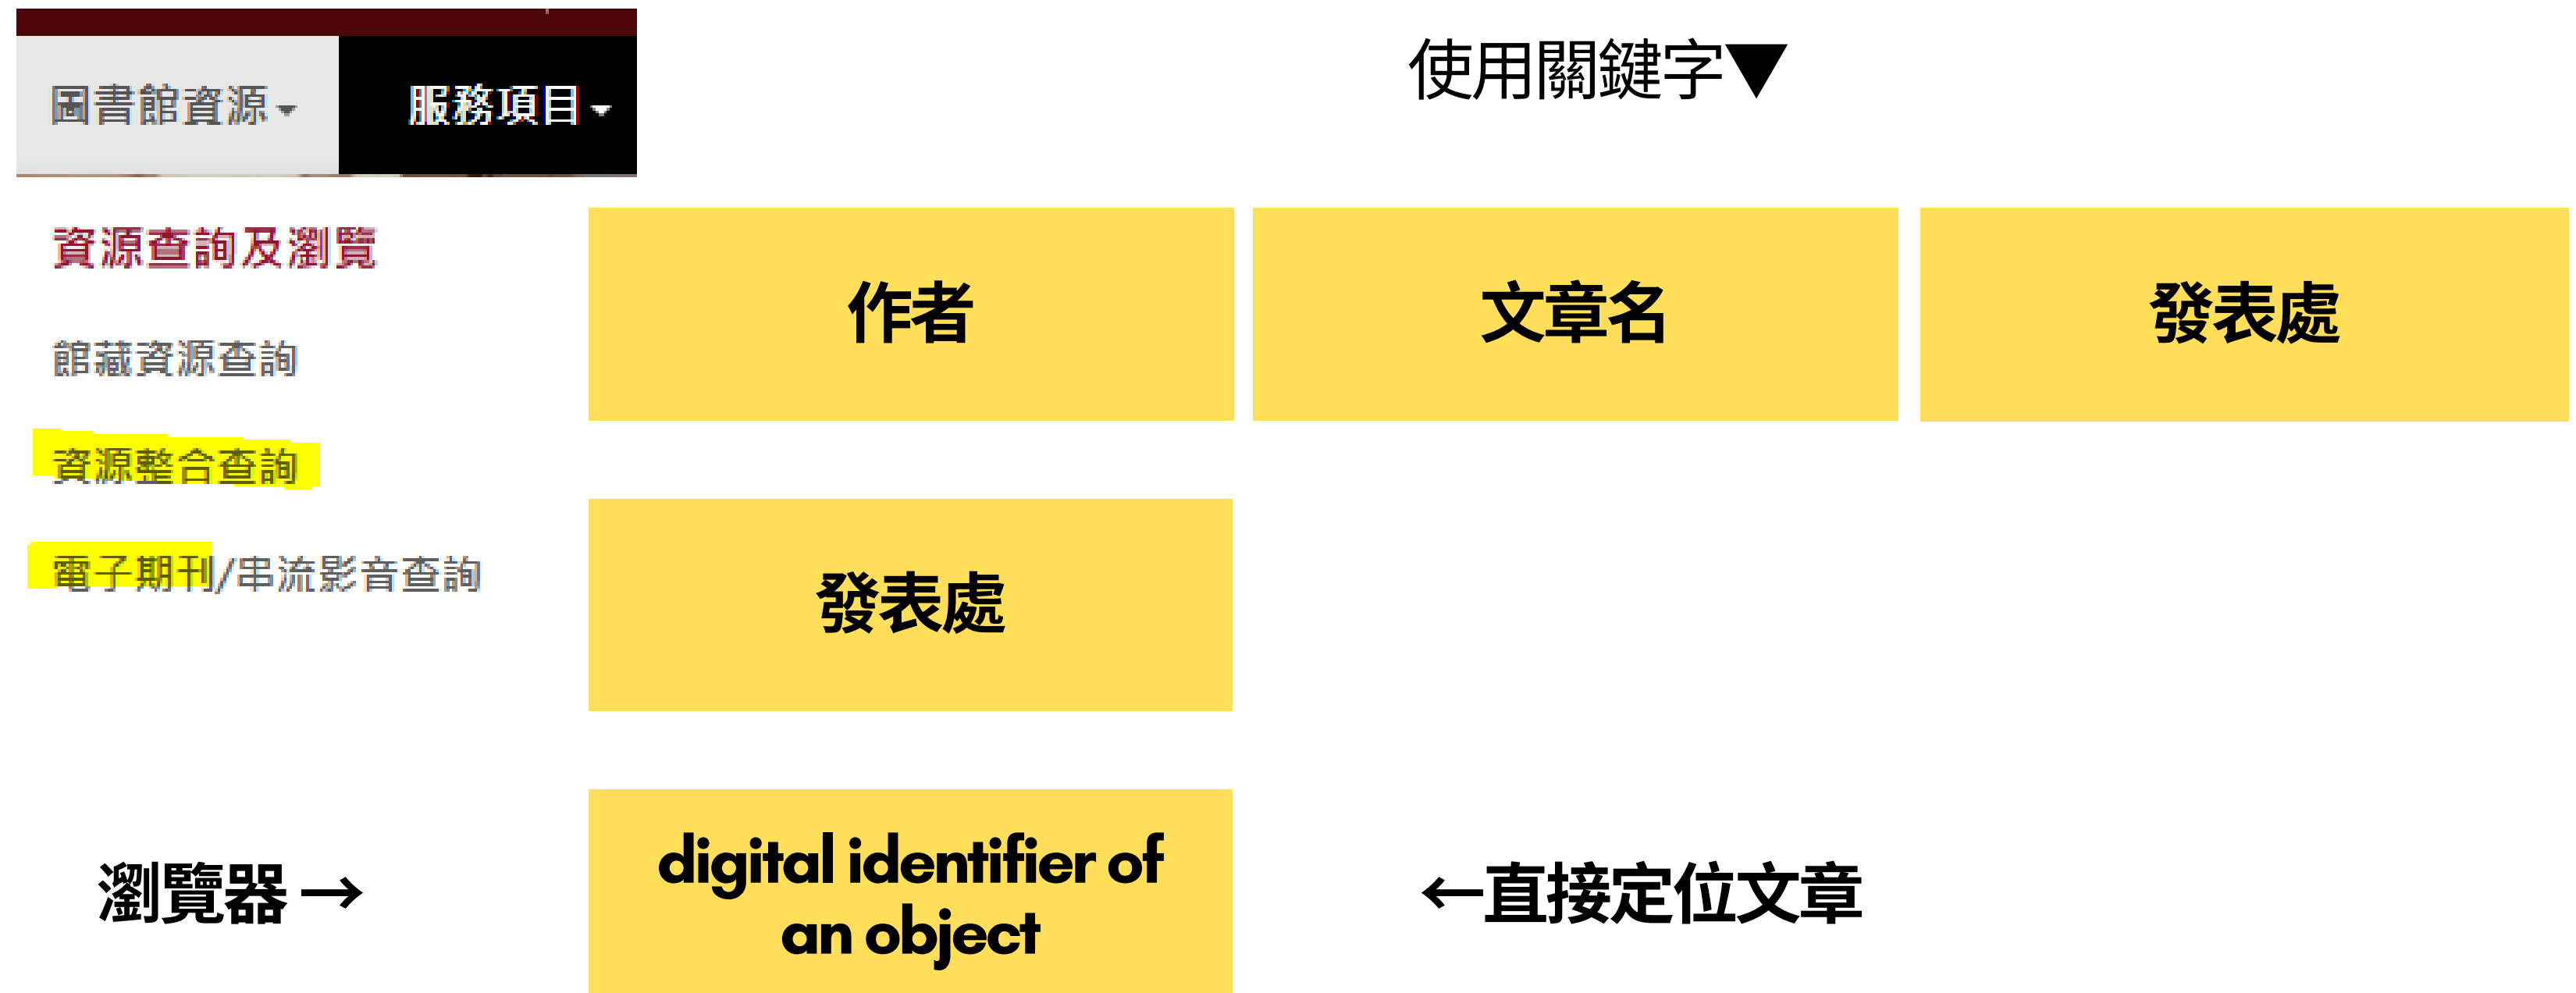 圖書館資源 服務項目
使用關鍵字▼
資源查詢及瀏覽
館藏資源查詢
資源整合查詢
電子期刊/串流影音查詢
作者
文章名
發表處
發表處
瀏覽器→
digital identifier of
an object
←直接定位文章